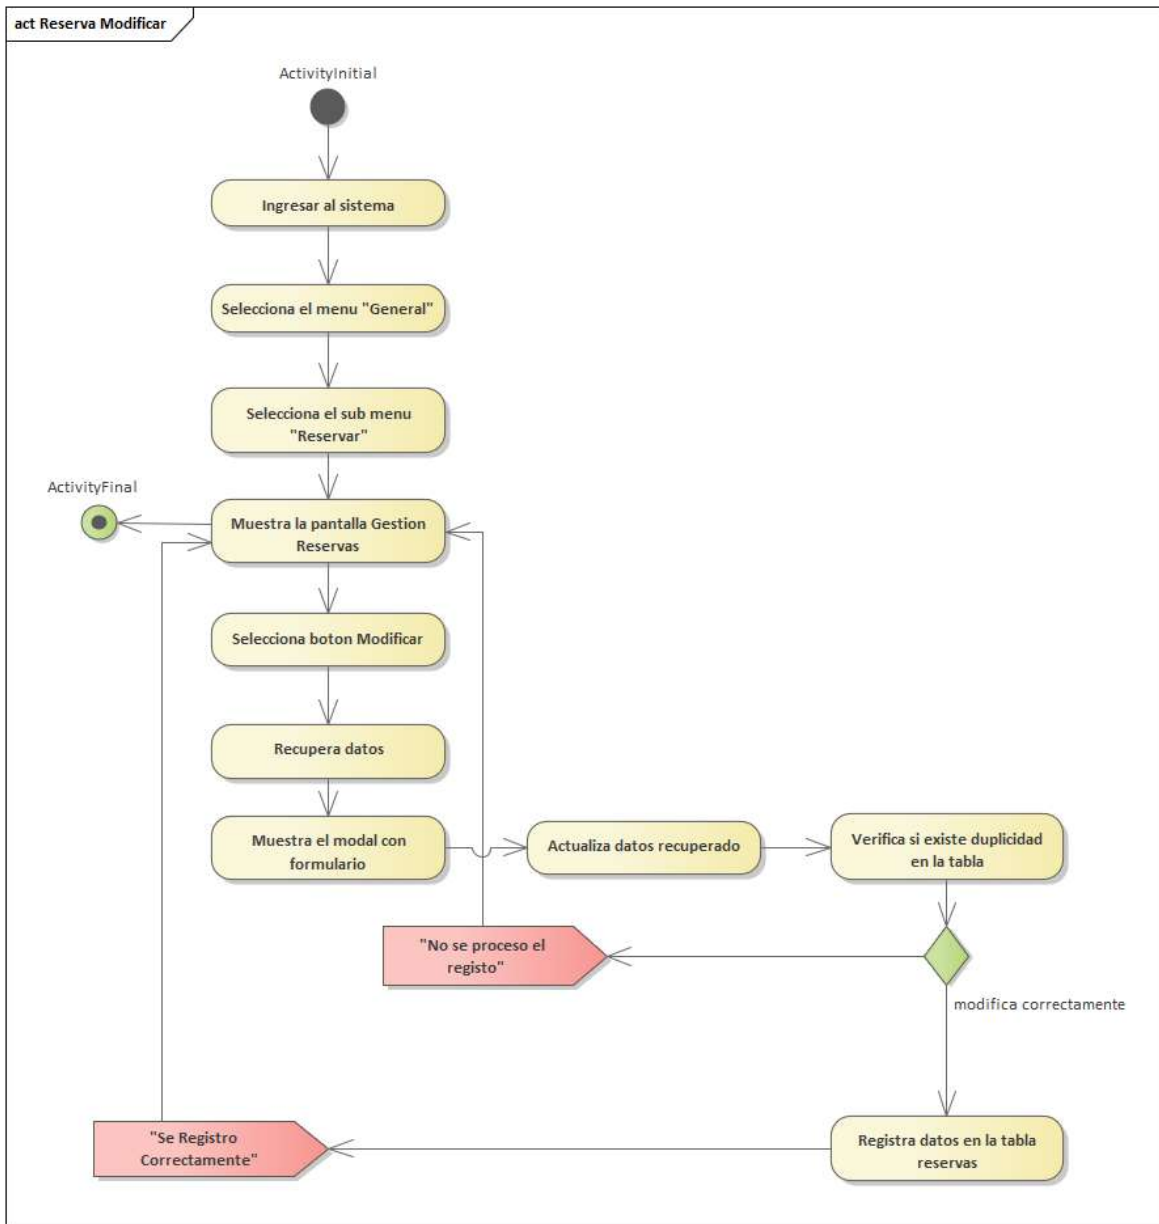 act Reserva Modificar
ActivityInitial
Ingresar al sistema
Selecciona el menu "General"
Selecciona el sub menu
"Reservar"
ActivityFinal
Muestra la pantalla Gestion
Reservas
Selecciona boton Modificar
Recupera datos
Muestra el modal con
formulario
Actualiza datos recuperado
Verifica si existe duplicidad
en la tabla
"No se proceso el
registo"
modifica correctamente
"Se Registro
Correctamente"
Registra datos en la tabla
reservas